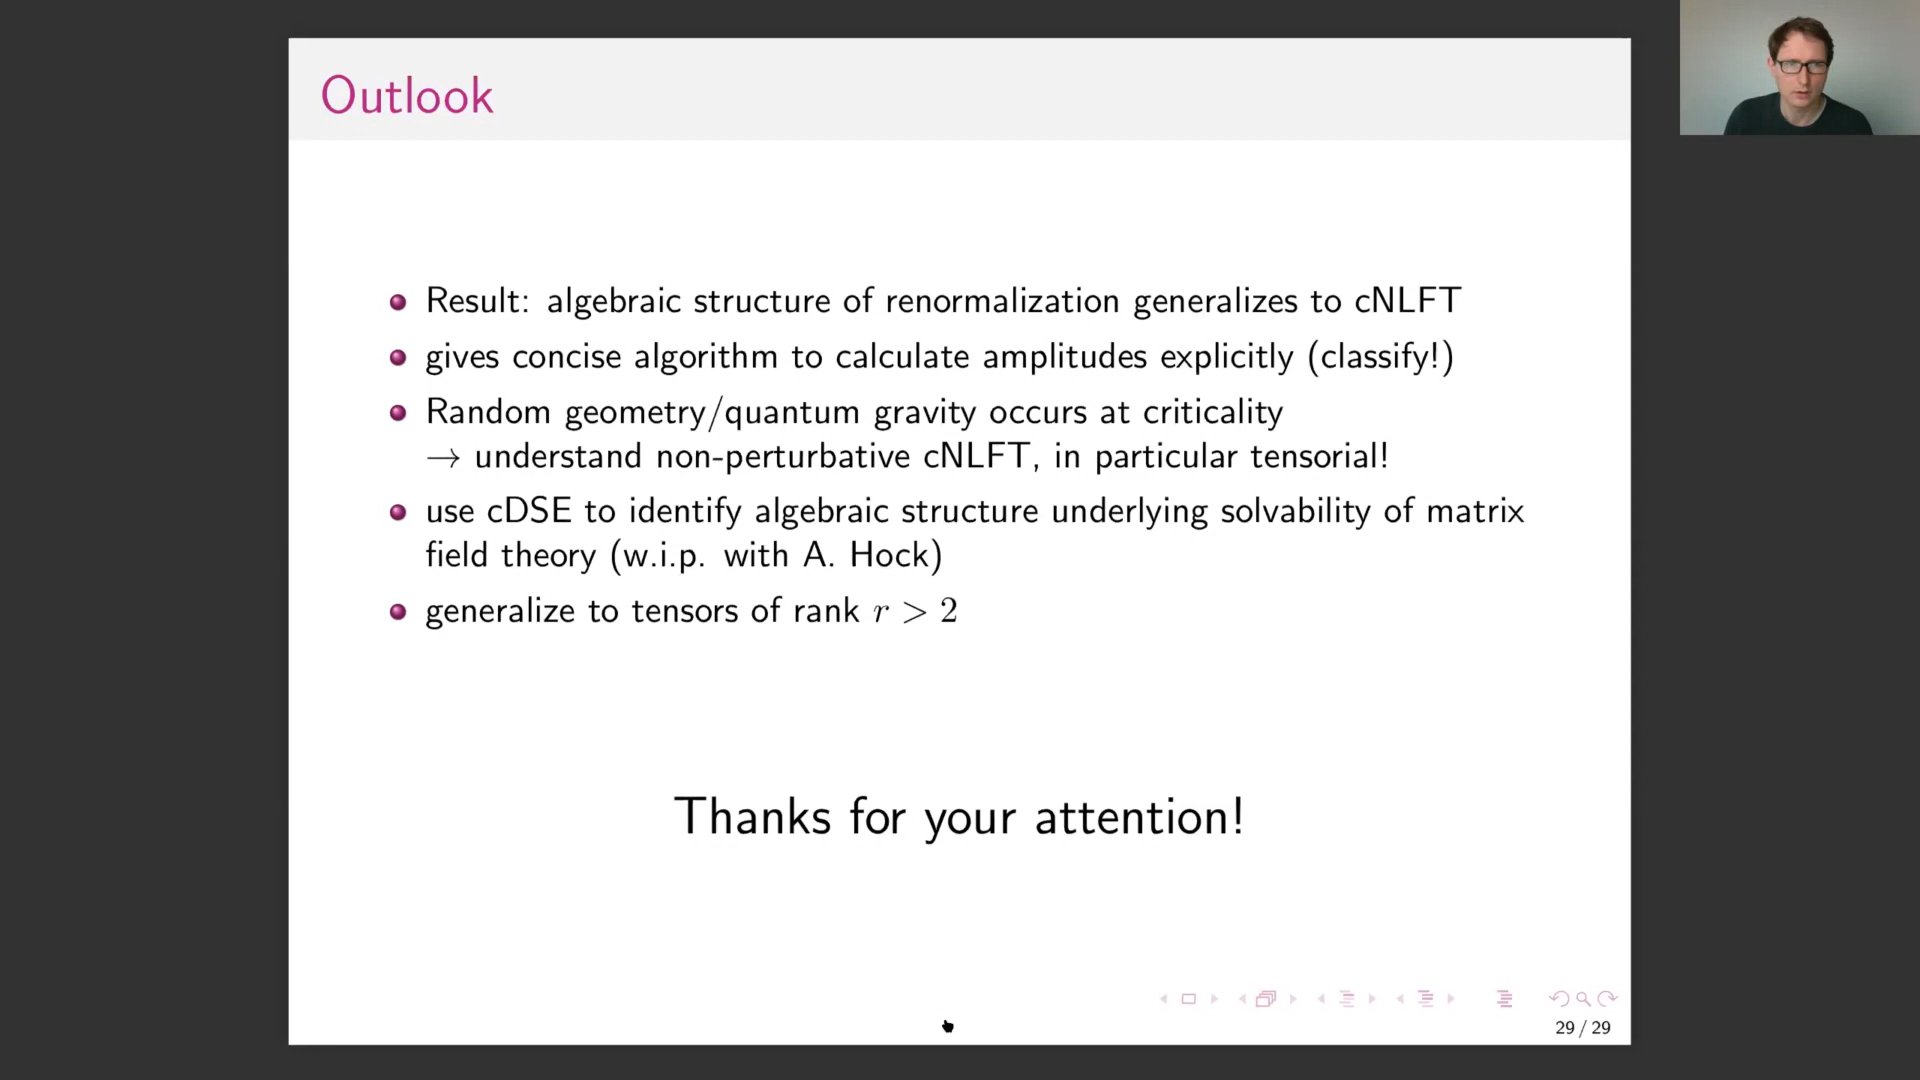 Outlook
Result: algebraic structure of renormalization generalizes to cNLFT
gives concise algorithm to calculate amplitudes explicitly (classify!)
Random geometry/quantum gravity occurs at criticality
→ understand non-perturbative cNLFT, in particular tensorial!
use cDSE to identify algebraic structure underlying solvability of matrix
field theory (w.i.p. with A. Hock)
generalize to tensors of rank r > 2
Thanks for your attention!
29 / 29